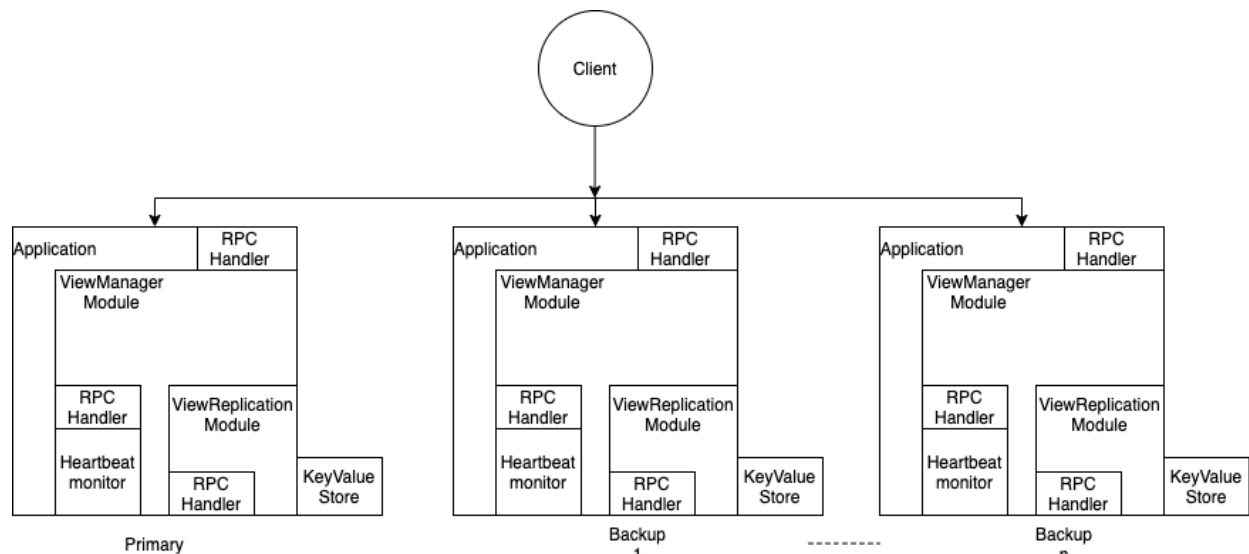 Client
Application
RPC
Handler
ViewManager
Module
RPC
Handler
Heartbeat
monitor
ViewReplication
Module
RPC
Handler
KeyValue
Store
Primary
Application
RPC
Handler
ViewManager
Module
RPC
Handler
Heartbeat
monitor
ViewReplication
Module
RPC
Handler
KeyValue
Store
Backup
1
Application
RPC
Handler
ViewManager
Module
RPC
Handler
Heartbeat
monitor
ViewReplication
Module
RPC
Handler
KeyValue
Store
Backup
n